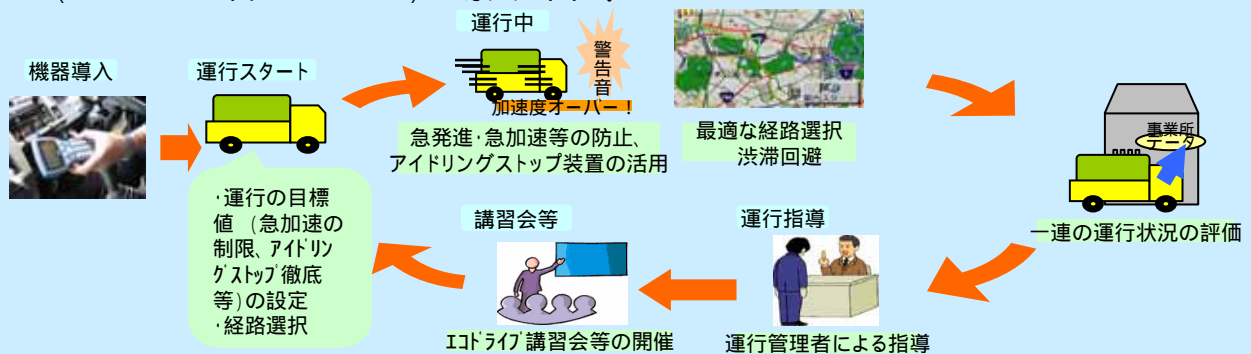 機器導入
運行スタート
運行中
警告音
加速度オーバー!
急発進・急加速等の防止、
アイドリングストップ装置の活用
最適な経路選択
渋滞回避
事業所
データ
一連の運行状況の評価
・運行の目標
値 (急加速の
制限、アイドリン
グストップ徹底
等)の設定
・経路選択
講習会等
エコドライブ講習会等の開催
運行指導
運行管理者による指導